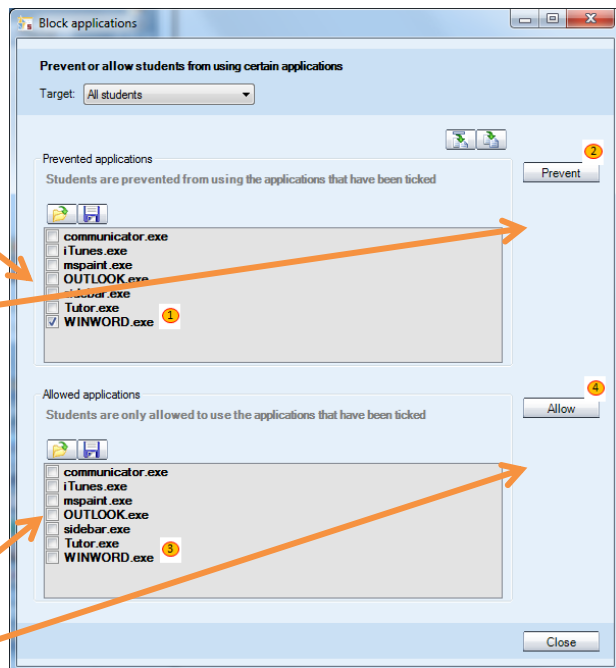 Block applications
Prevent or allow students from using certain applications
Target: All students
2
Prevented applications
Prevent
Students are prevented from using the applications that have been ticked
communicator.exe
iTunes.exe
mspaint.exe
OUTLOOK.exe
sidebar.exe
Tutor.exe
WINWORD.exe 1
4
Allowed applications
Allow
Students are only allowed to use the applications that have been ticked
communicator.exe
iTunes.exe
mspaint.exe
OUTLOOK.exe
sidebar.exe
Tutor.exe
WINWORD.exe 3
Close